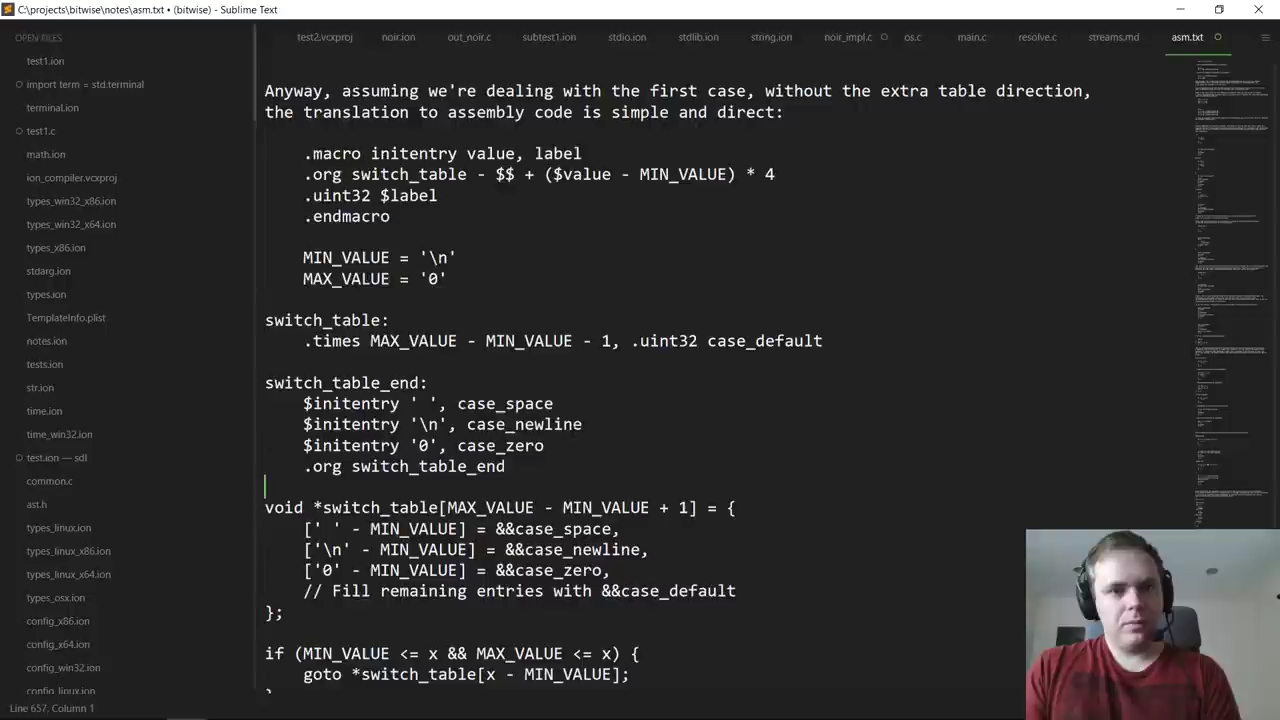 C:\projects\bitwise\notes\asm.txt • (bitwise) - Sublime Text
OPEN FILES
test1.ion
import term = std.terminal
terminal.ion
test1.c
math.ion
ion_compiler.vcxproj
types_win32_x86.ion
types_win32_x64.ion
types_x86.ion
stdarg.ion
types.ion
TemplateInfo.plist
notes.ion
tests.ion
str.ion
time.ion
time_win32.ion
test.ion — sdl
common.c
ast.h
types_linux.ion
types_linux_x86.ion
types_linux_x64.ion
types_osx.ion
config_x86.ion
config_x64.ion
config_win32.ion
config_linux.ion
test2.vcxproj noir.ion out_noir.c subtest1.ion stdio.ion stdlib.ion string.ion noir_impl.c os.c main.c resolve.c streams.md asm.txt
Anyway, assuming we're dealing with the first case, without the extra table direction,
the translation to assembly code is simple and direct:
.macro initentry value, label
.org switch_table - $$ + ($value - MIN_VALUE) * 4
.uint32 $label
.endmacro
MIN_VALUE = '\n'
MAX_VALUE = '0'
switch_table:
.times MAX_VALUE - MIN_VALUE - 1, .uint32 case_default
switch_table_end:
$initentry ' ', case_space
$initentry '\n', case_newline
$initentry '0', case_zero
.org switch_table_end
void *switch_table[MAX_VALUE - MIN_VALUE + 1] = {
[' ' - MIN_VALUE] = &&case_space,
['\n' - MIN_VALUE] = &&case_newline,
['0' - MIN_VALUE] = &&case_zero,
// Fill remaining entries with &&case_default
};
if (MIN_VALUE <= x && MAX_VALUE <= x) {
goto *switch_table[x - MIN_VALUE];
Line 657, Column 1